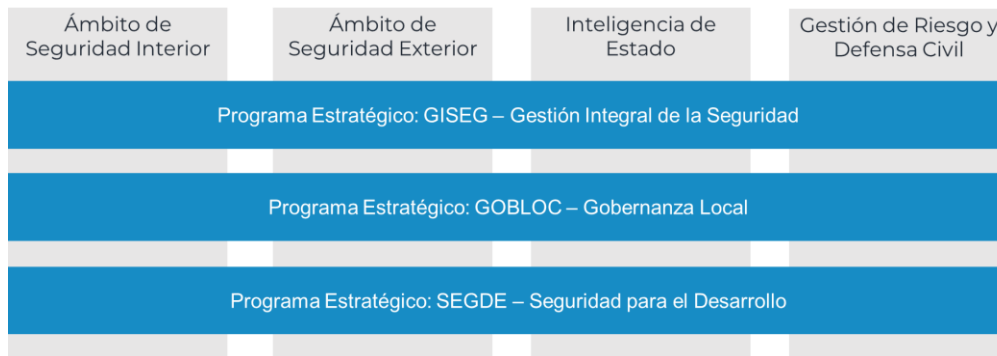 Ámbito de
Seguridad Interior
Ámbito de
Seguridad Exterior
Inteligencia de
Estado
Gestión de Riesgo y
Defensa Civil
Programa Estratégico: GISEG – Gestión Integral de la Seguridad
Programa Estratégico: GOBLOC – Gobernanza Local
Programa Estratégico: SEGDE – Seguridad para el Desarrollo